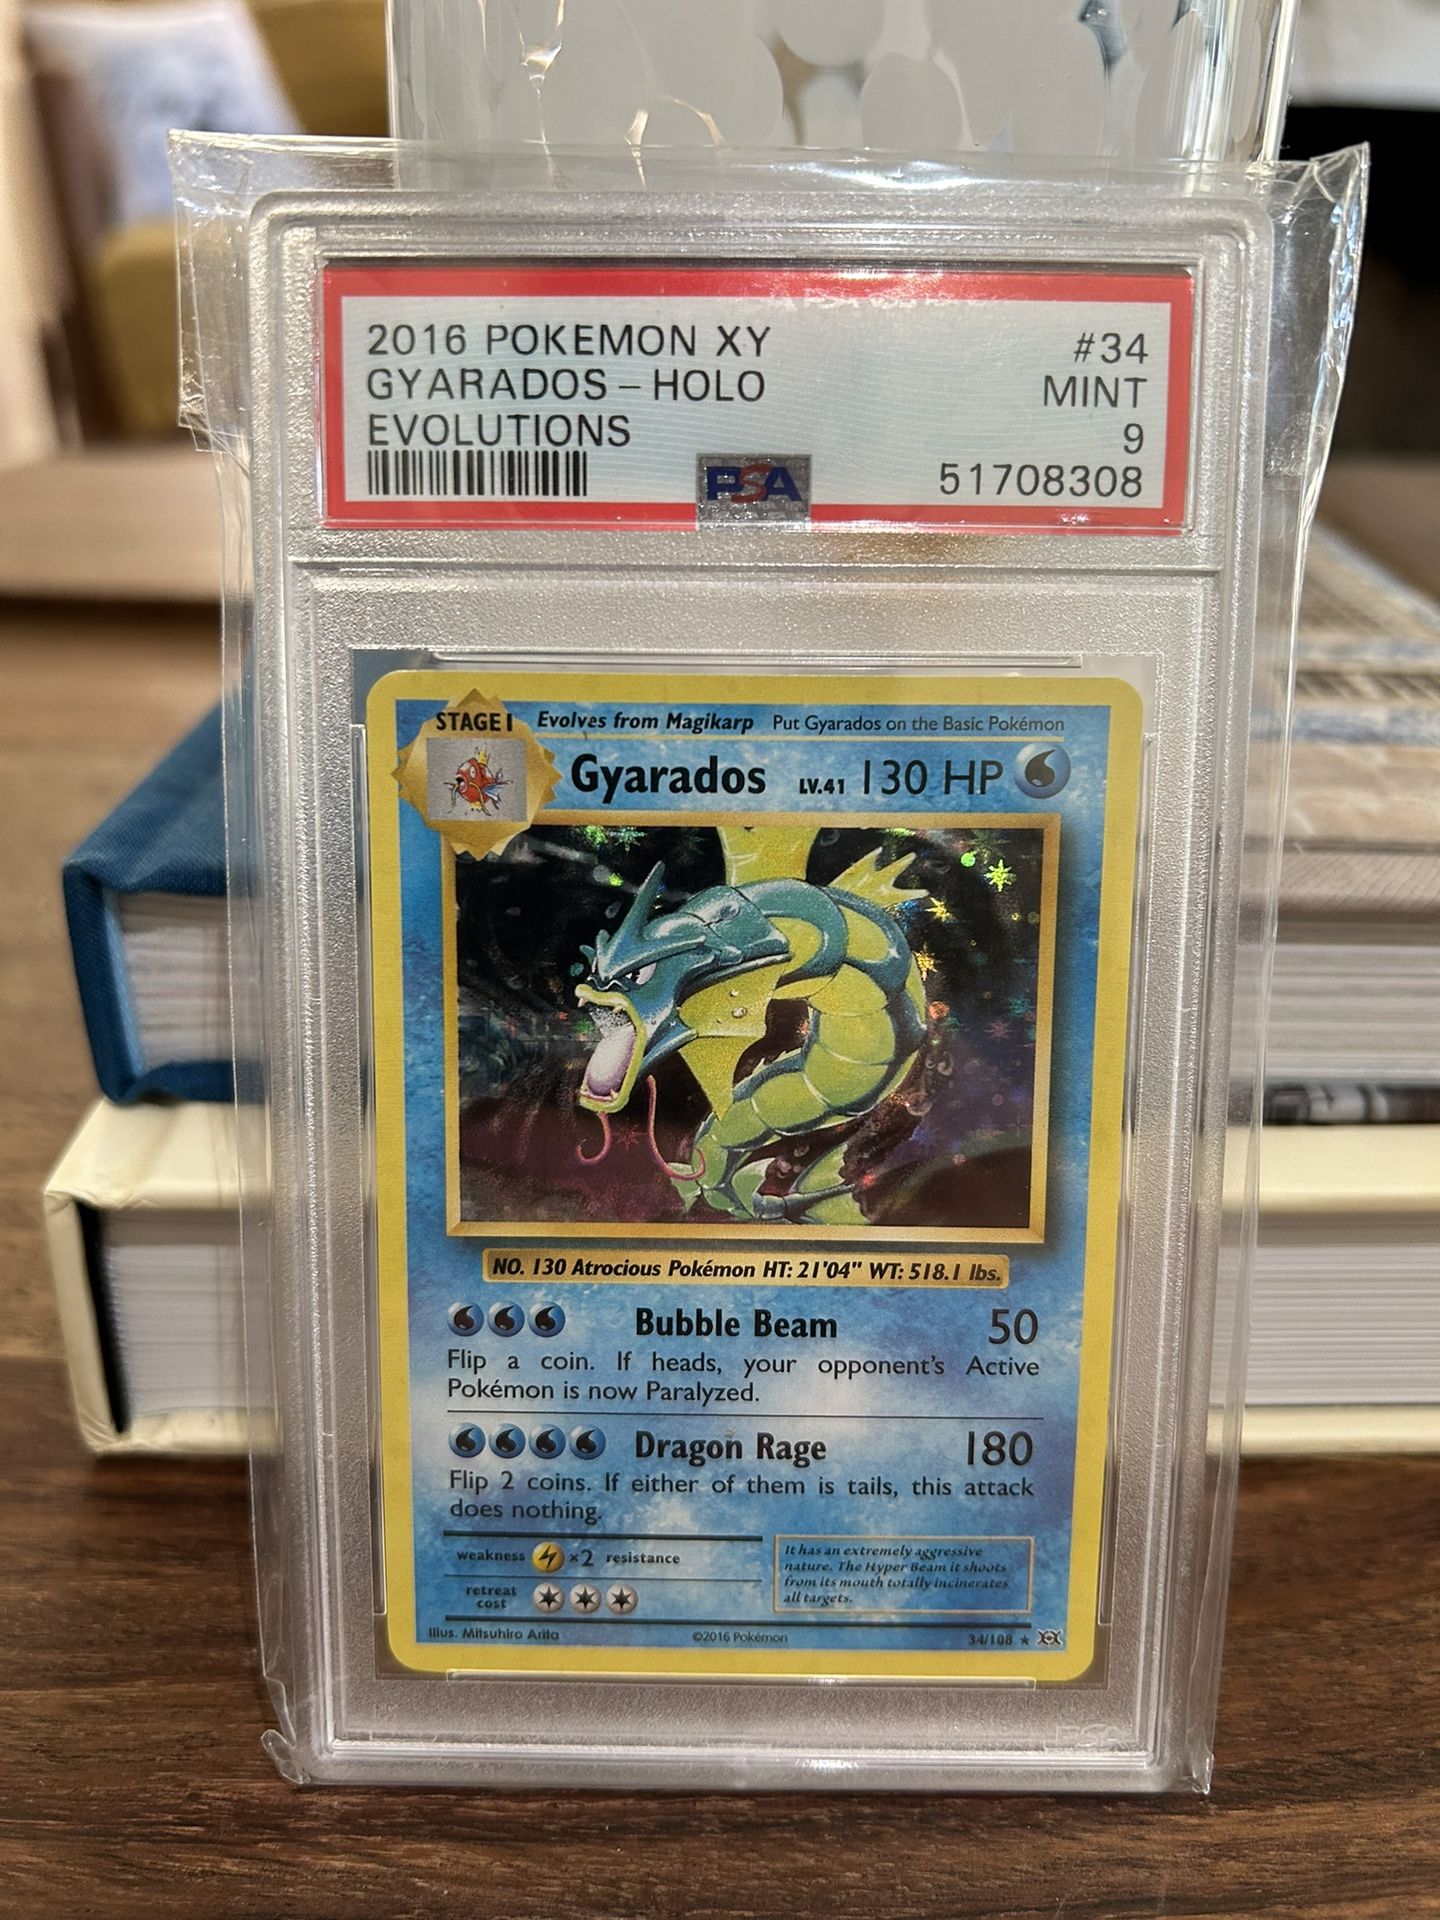 2016 POKEMON XY #34
GYARADOS - HOLO MINT
EVOLUTIONS 9
PSA 51708308
STAGE 1 Evolves from Magikarp Put Gyarados on the Basic Pokémon
Gyarados LV.41 130 HP
NO. 130 Atrocious Pokémon HT: 21'04" WT: 518.1 lbs.
Bubble Beam 50
Flip a coin. If heads, your opponent's Active
Pokémon is now Paralyzed.
Dragon Rage 180
Flip 2 coins. If either of them is tails, this attack
does nothing.
weakness ×2 resistance
retreat
cost
It has an extremely aggressive
nature. The Hyper Beam it shoots
from its mouth totally incinerates
all targets.
Illus. Mitsuhiro Arita ©2016 Pokémon 34/108 ★